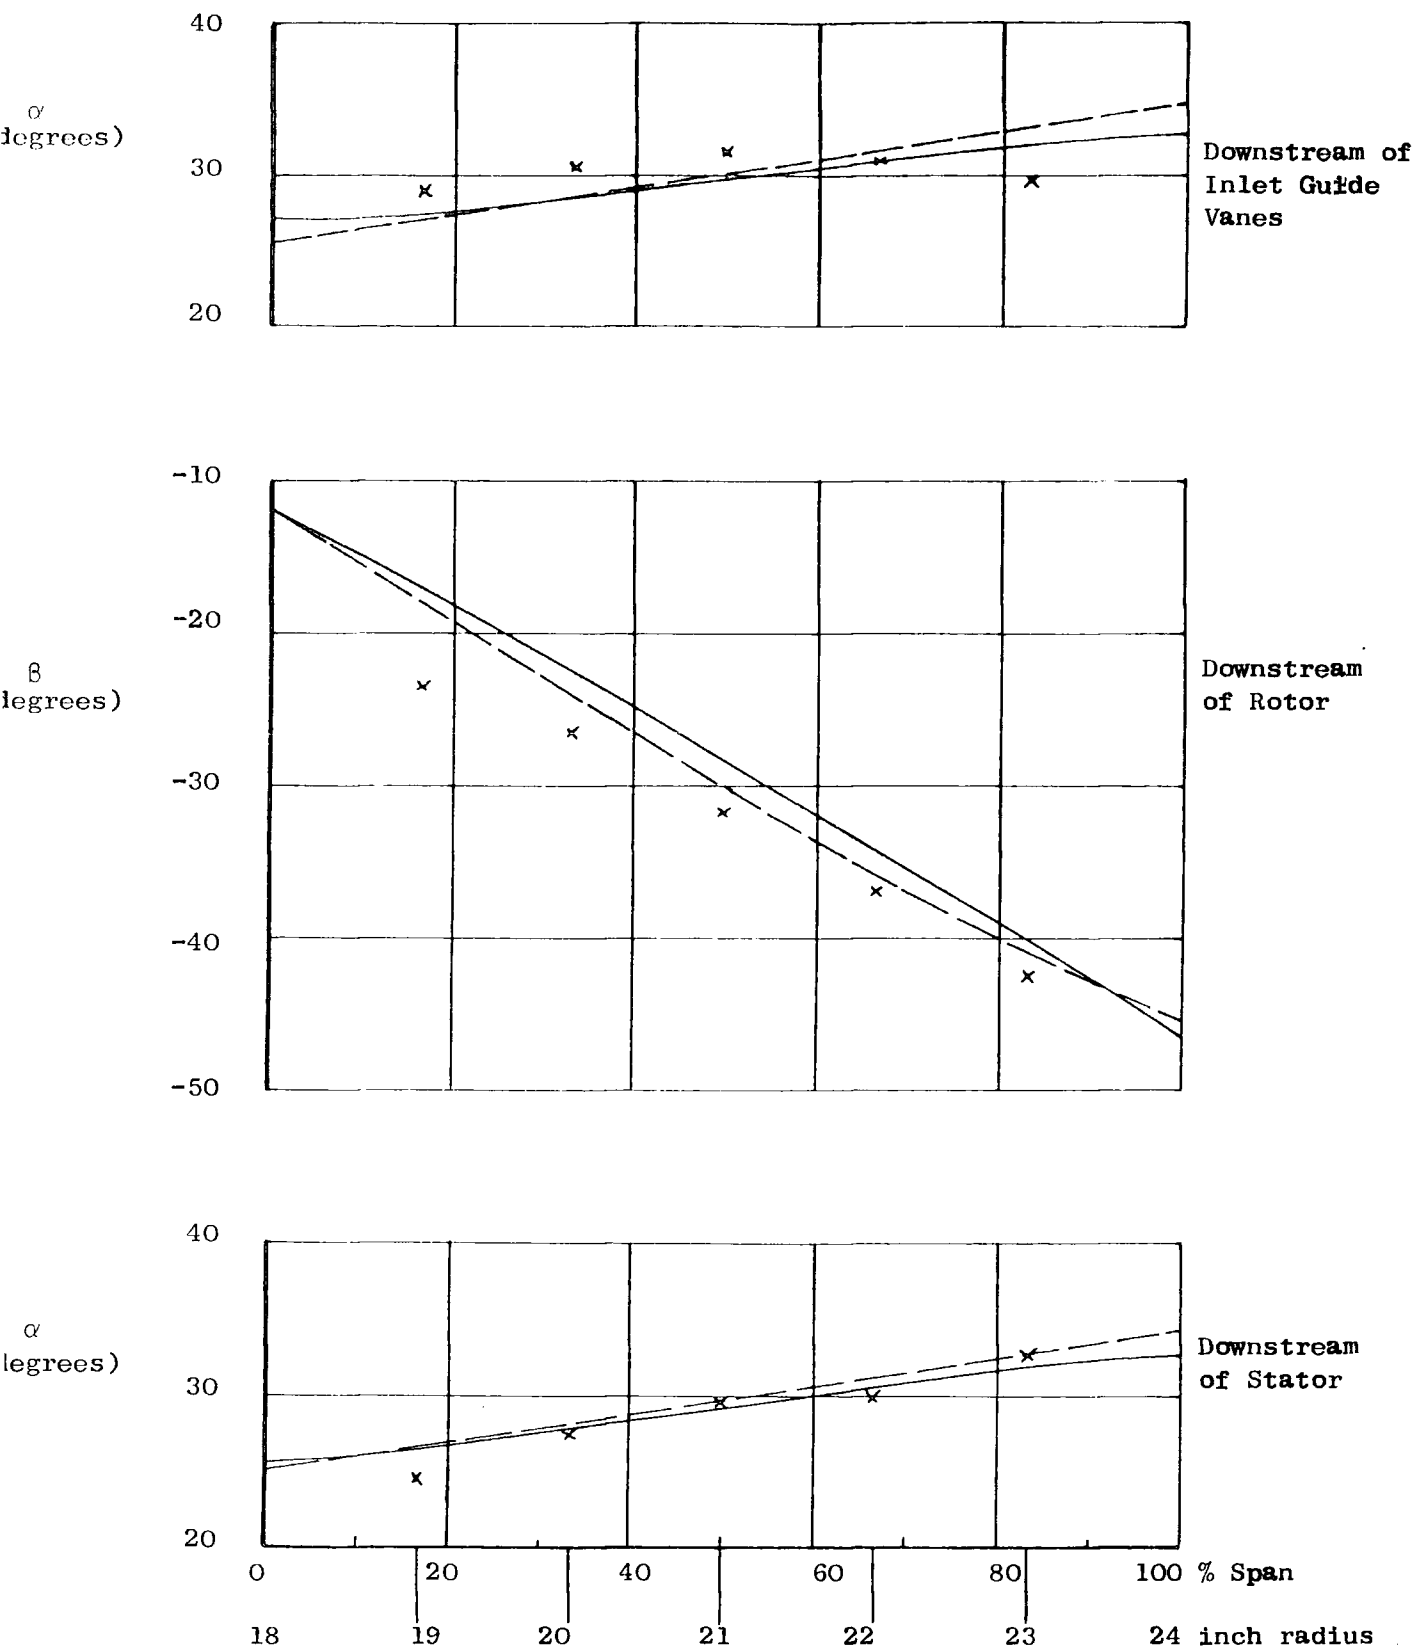 40
α
degrees)
30
20
Downstream of
Inlet Guide
Vanes
-10
-20
β
degrees)
-30
-40
-50
Downstream
of Rotor
40
α
degrees)
30
20
Downstream
of Stator
0 20 40 60 80 100 % Span
18 19 20 21 22 23 24 inch radius